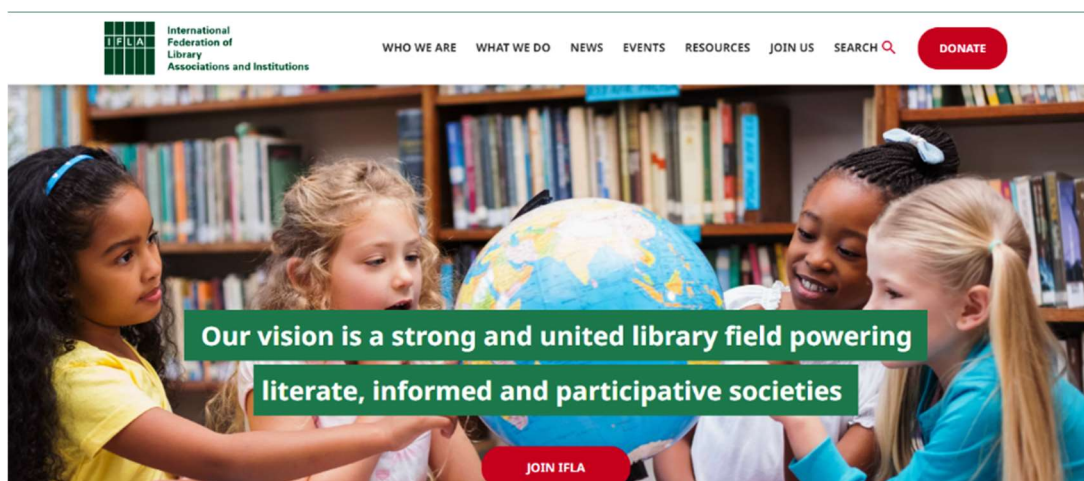 IFLA
International
Federation of
Library
Associations and Institutions
WHO WE ARE WHAT WE DO NEWS EVENTS RESOURCES JOIN US SEARCH DONATE
Our vision is a strong and united library field powering
literate, informed and participative societies
JOIN IFLA